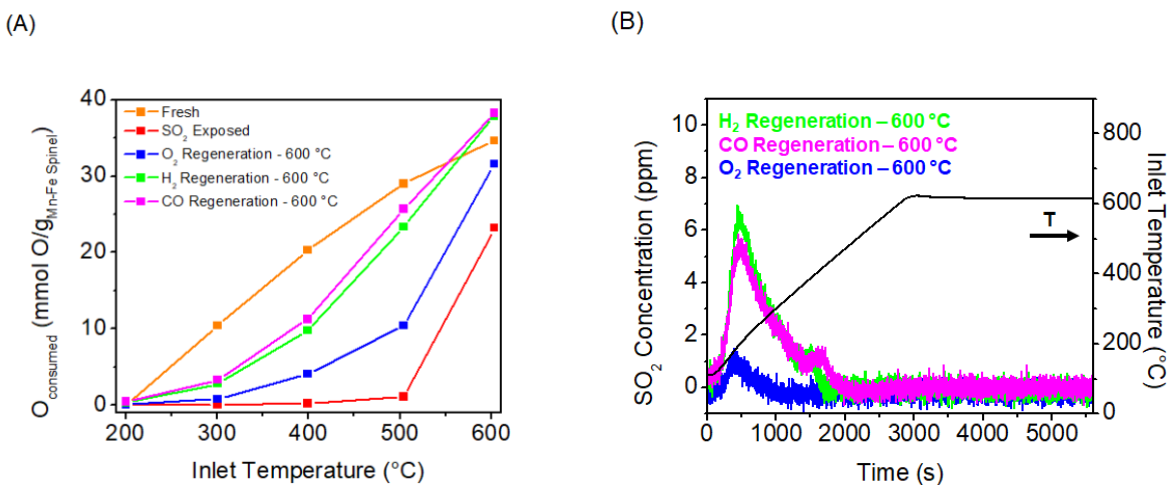 (A)
O consumed (mmol O/g Mn-Fe Spinel)
40
30
20
10
0
Fresh
SO2 Exposed
O2 Regeneration - 600 °C
H2 Regeneration - 600 °C
CO Regeneration - 600 °C
200 300 400 500 600
Inlet Temperature (°C)
(B)
SO2 Concentration (ppm)
10
8
6
4
2
0
H2 Regeneration – 600 °C
CO Regeneration – 600 °C
O2 Regeneration – 600 °C
T
800
600
400
200
0
Inlet Temperature (°C)
0 1000 2000 3000 4000 5000
Time (s)